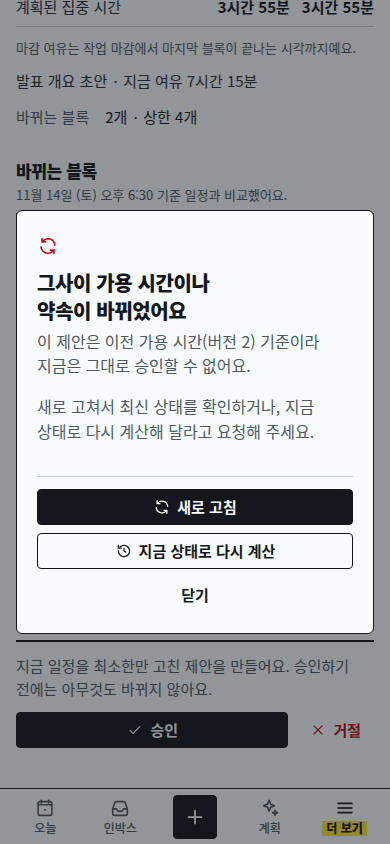 계획된 집중 시간 3시간 55분 3시간 55분
마감 여유는 작업 마감에서 마지막 블록이 끝나는 시각까지예요.
발표 개요 초안 · 지금 여유 7시간 15분
바뀌는 블록 2개 · 상한 4개
바뀌는 블록
11월 14일 (토) 오후 6:30 기준 일정과 비교했어요.
그사이 가용 시간이나
약속이 바뀌었어요
이 제안은 이전 가용 시간(버전 2) 기준이라
지금은 그대로 승인할 수 없어요.
새로 고쳐서 최신 상태를 확인하거나, 지금
상태로 다시 계산해 달라고 요청해 주세요.
새로 고침
지금 상태로 다시 계산
닫기
지금 일정을 최소한만 고친 제안을 만들어요. 승인하기
전에는 아무것도 바뀌지 않아요.
승인 거절
오늘 인박스 계획 더 보기